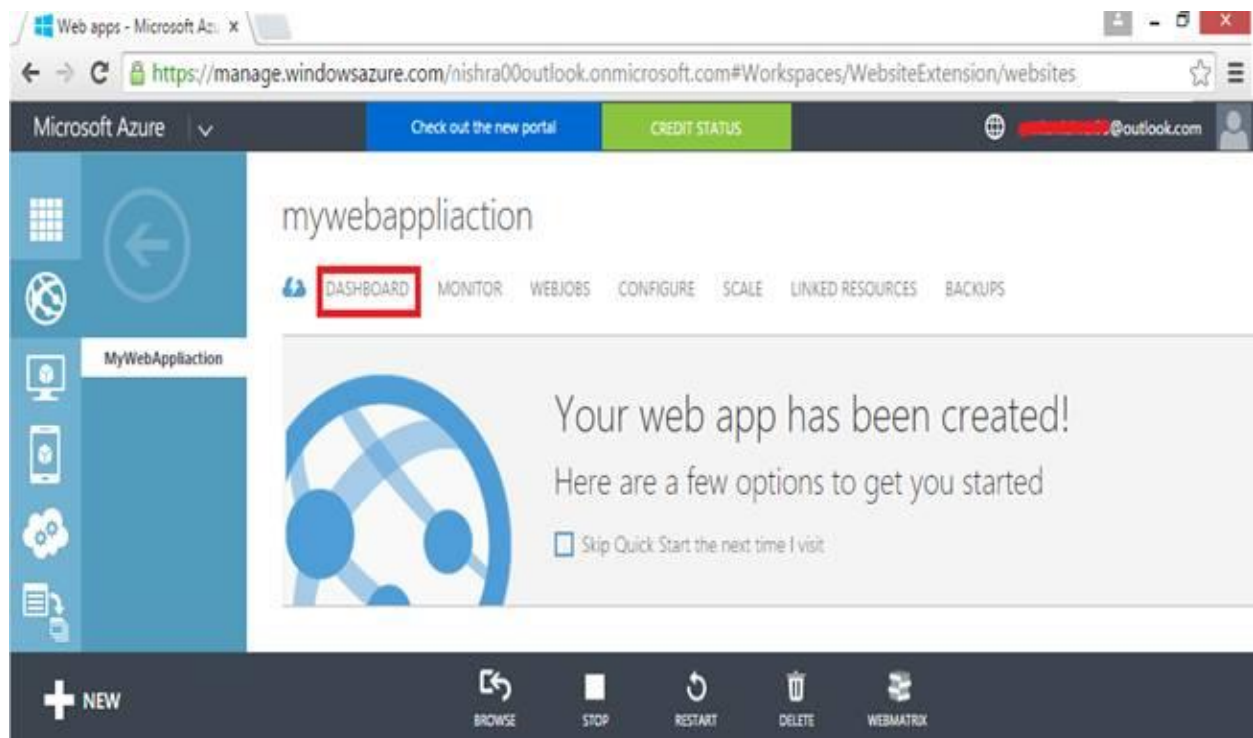 Web apps - Microsoft Az
https://manage.windowsazure.com/nishra00outlook.onmicrosoft.com#Workspaces/WebsiteExtension/websites
Microsoft Azure
Check out the new portal
CREDIT STATUS
@outlook.com
mywebappliaction
DASHBOARD MONITOR WEBJOBS CONFIGURE SCALE LINKED RESOURCES BACKUPS
MyWebAppliaction
Your web app has been created!
Here are a few options to get you started
Skip Quick Start the next time I visit
NEW
BROWSE STOP RESTART DELETE WEBMATRIX